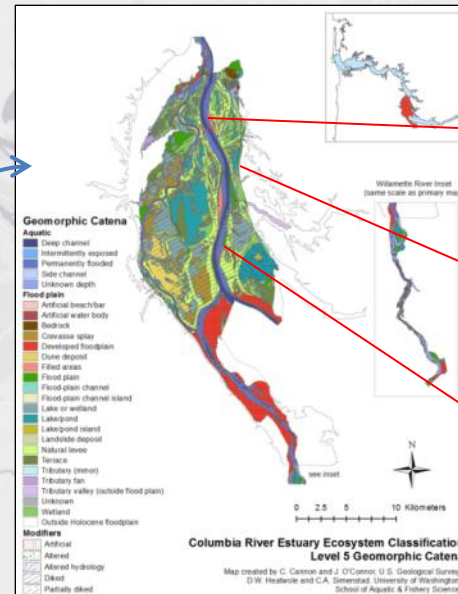 Willamette River Inset
(same scale as primary ma
Geomorphic Catena
Aquatic
Deep channel
Intermittently exposed
Permanently flooded
Side channel
Unknown depth
Flood plain
Artificial beach/bar
Artificial water body
Bedrock
Crevasse splay
Developed floodplain
Dune deposit
Filled areas
Flood plain
Flood-plain channel
Flood-plain channel island
Lake or wetland
Lake/pond
Lake/pond island
Landslide deposit
Natural levee
Terrace
Tributary (minor)
Tributary fan
Tributary valley (outside flood plain)
Unknown
Wetland
Outside Holocene floodplain
Modifiers
Artificial
Altered
Altered hydrology
Diked
Partially diked
see inset
N
0 2.5 5 10 Kilometers
Columbia River Estuary Ecosystem Classification
Level 5 Geomorphic Catena
Map created by C. Cannon and J. O'Connor, U.S. Geological Survey
D.W. Heatwole and C.A. Simenstad, University of Washington
School of Aquatic & Fishery Science